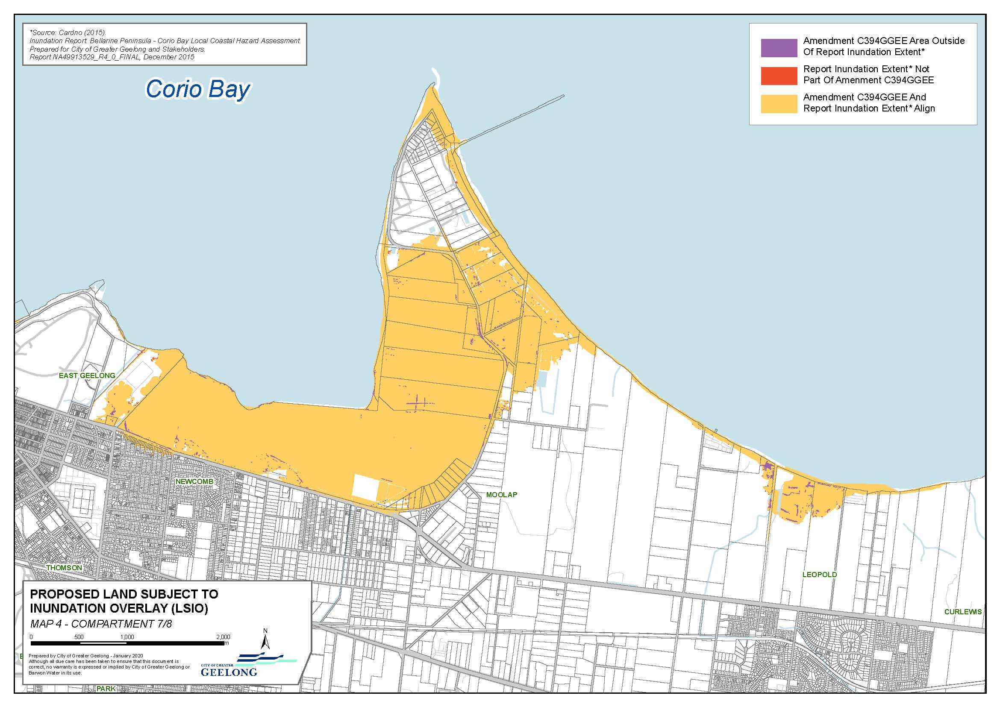 *Source: Cardno (2015).
Inundation Report. Bellarine Peninsula - Corio Bay Local Coastal Hazard Assessment.
Prepared for City of Greater Geelong and Stakeholders.
Report NA49913529_R4_0_FINAL, December 2015
Amendment C394GGEE Area Outside
Of Report Inundation Extent*
Report Inundation Extent* Not
Part Of Amenment C394GGEE
Amendment C394GGEE And
Report Inundation Extent* Align
Corio Bay
EAST GEELONG
NEWCOMB
MOOLAP
THOMSON
LEOPOLD
CURLEWIS
PROPOSED LAND SUBJECT TO
INUNDATION OVERLAY (LSIO)
MAP 4 - COMPARTMENT 7/8
0 500 1,000 2,000
m
N
Prepared by City of Greater Geelong - January 2020
Although all due care has been taken to ensure that this document is
correct, no warranty is expressed or implied by City of Greater Geelong or
Barwon Water in its use.
CITY OF GREATER
GEELONG
PARK